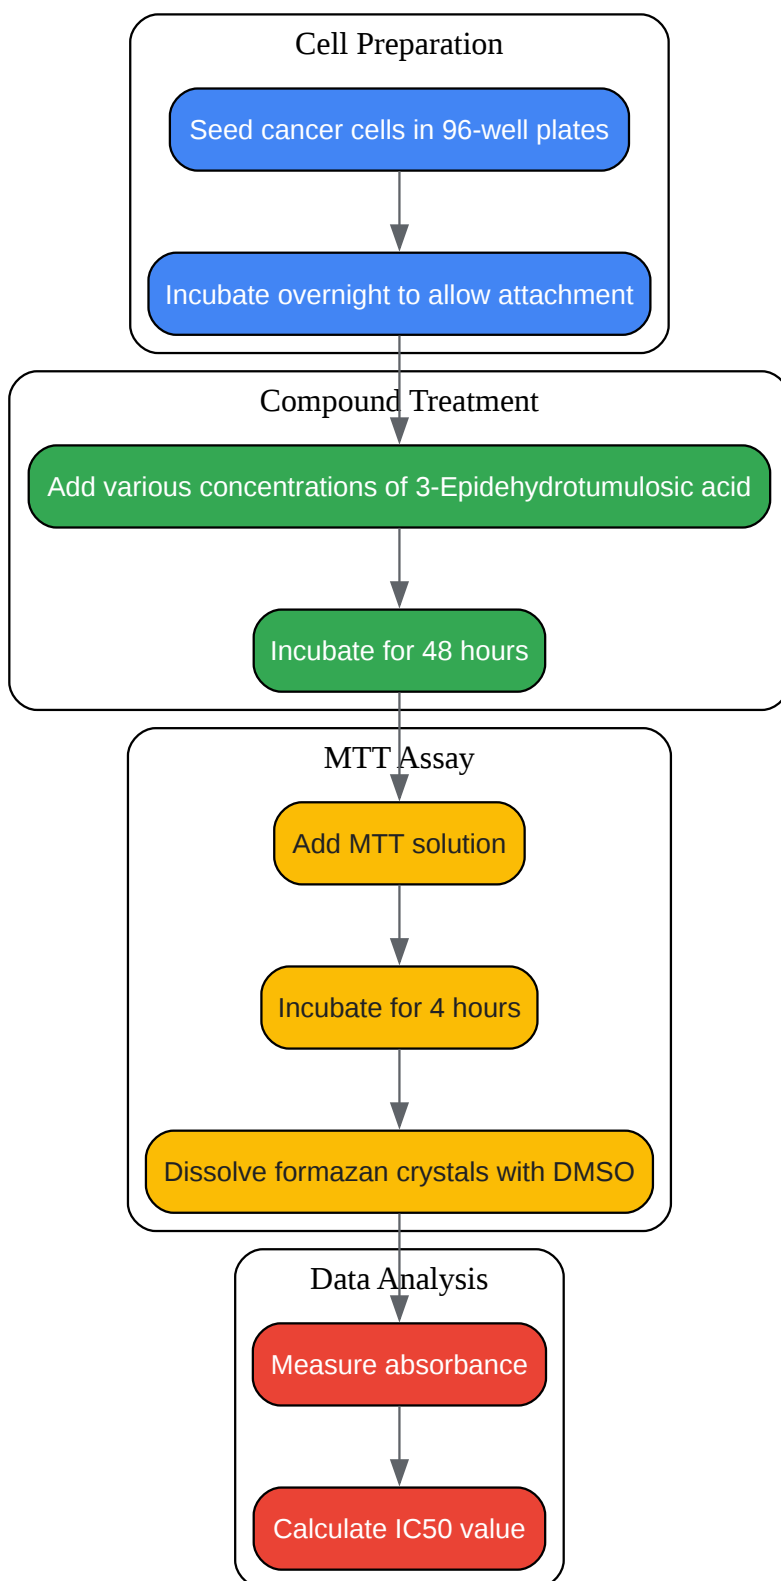 Cell Preparation
Seed cancer cells in 96-well plates
Incubate overnight to allow attachment
Compound Treatment
Add various concentrations of 3-Epidehydrotumulosic acid
Incubate for 48 hours
MTT Assay
Add MTT solution
Incubate for 4 hours
Dissolve formazan crystals with DMSO
Data Analysis
Measure absorbance
Calculate IC50 value